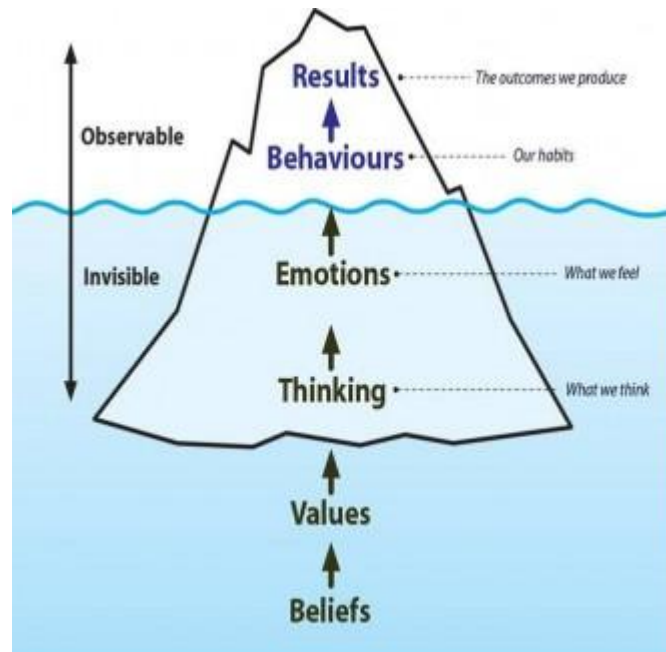 Results
The outcomes we produce
Observable
Behaviours
Our habits
Invisible
Emotions
What we feel
Thinking
What we think
Values
Beliefs